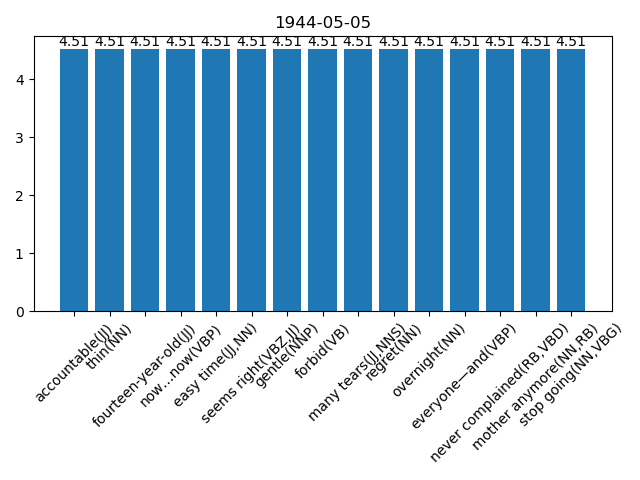 1944-05-05
4.51 4.51 4.51 4.51 4.51 4.51 4.51 4.51 4.51 4.51 4.51 4.51 4.51 4.51 4.51
4
3
2
1
0
accountable(JJ)
thin(NN)
fourteen-year-old(JJ)
now...now(VBP)
easy time(JJ,NN)
seems right(VBZ,JJ)
gentle(NNP)
forbid(VB)
many tears(JJ,NNS)
regret(NN)
overnight(NN)
everyone—and(VBP)
never complained(RB,VBD)
mother anymore(NN,RB)
stop going(NN,VBG)